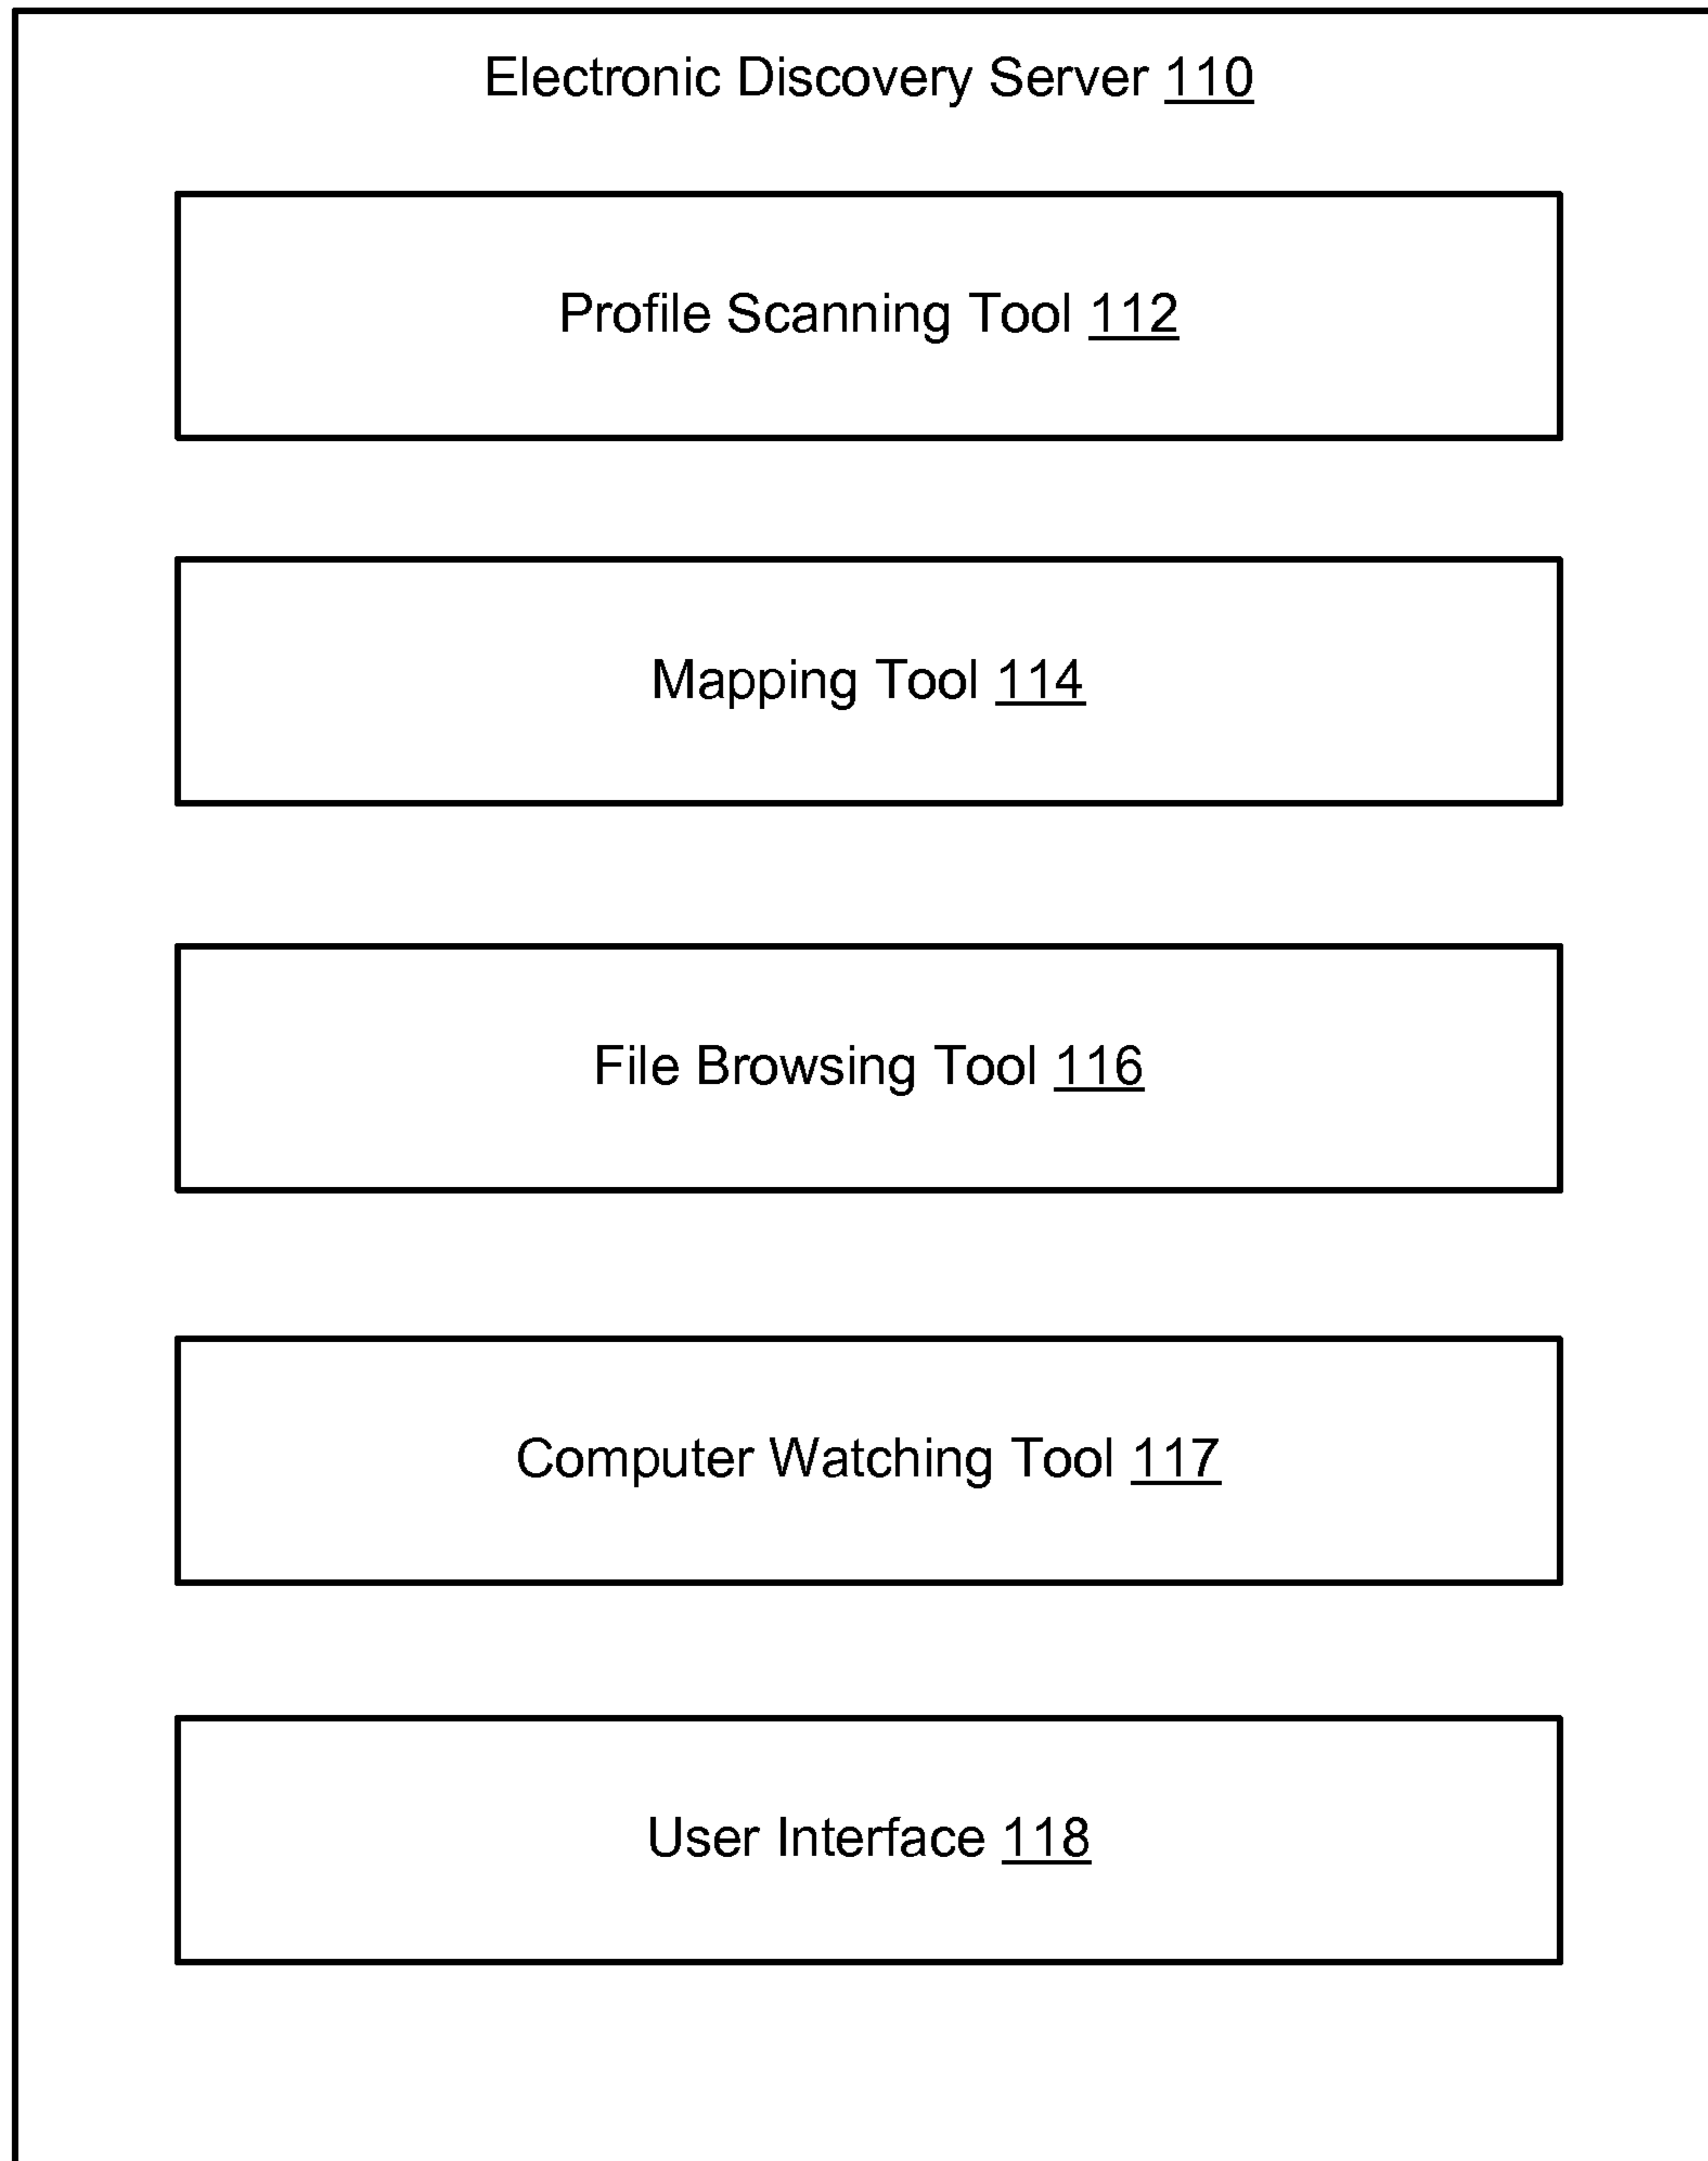 Electronic Discovery Server 110
Profile Scanning Tool 112
Mapping Tool 114
File Browsing Tool 116
Computer Watching Tool 117
User Interface 118